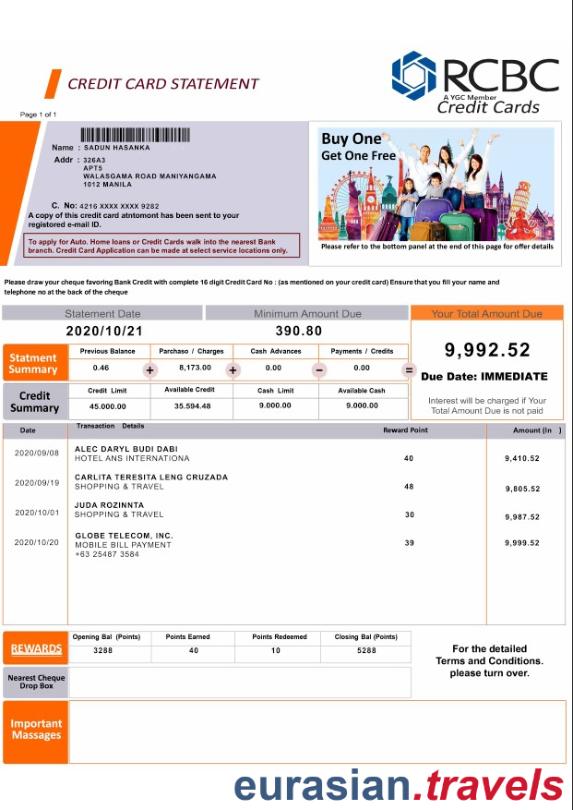 CREDIT CARD STATEMENT
RCBC
A YGC Member
Credit Cards
Page 1 of 1
Name : SADUN HASANKA
Addr : 326A3
APT5
WALASGAMA ROAD MANIYANGAMA
1012 MANILA
C. No: 4216 XXXX XXXX 9282
A copy of this credit card atntomont has been sent to your
registered e-mail ID.
To apply for Auto. Home loans or Credit Cards walk into the nearest Bank
branch. Credit Card Application can be made at select service locations only.
Buy One
Get One Free
Please refer to the bottom panel at the end of this page for offer details
Please draw your cheque favoring Bank Credit with complete 16 digit Credit Card No : (as mentioned on your credit card) Ensure that you fill your name and
telephone no at the back of the cheque
Statement Date Minimum Amount Due Your Total Amount Due
2020/10/21 390.80
9,992.52
Due Date: IMMEDIATE
Interest will be charged if Your
Total Amount Due is not paid
Statment
Summary
Previous Balance Parchaso / Charges Cash Advances Payments / Credits
0.46 + 8,173.00 + 0.00 − 0.00 =
Credit
Summary
Credit Limit Available Credit Cash Limit Available Cash
45.000.00 35.594.48 9.000.00 9.000.00
Date Transaction Details Reward Point Amount (In )
2020/09/08 ALEC DARYL BUDI DABI
HOTEL ANS INTERNATIONA 40 9,410.52
2020/09/19 CARLITA TERESITA LENG CRUZADA
SHOPPING & TRAVEL 48 9,805.52
2020/10/01 JUDA ROZINNTA
SHOPPING & TRAVEL 30 9,987.52
2020/10/20 GLOBE TELECOM, INC.
MOBILE BILL PAYMENT 39 9,999.52
+63 25487 3584
REWARDS
Opening Bal (Points) Points Earned Points Redeemed Closing Bal (Points)
3288 40 10 5288
For the detailed
Terms and Conditions.
please turn over.
Nearest Cheque
Drop Box
Important
Massages
eurasian.travels